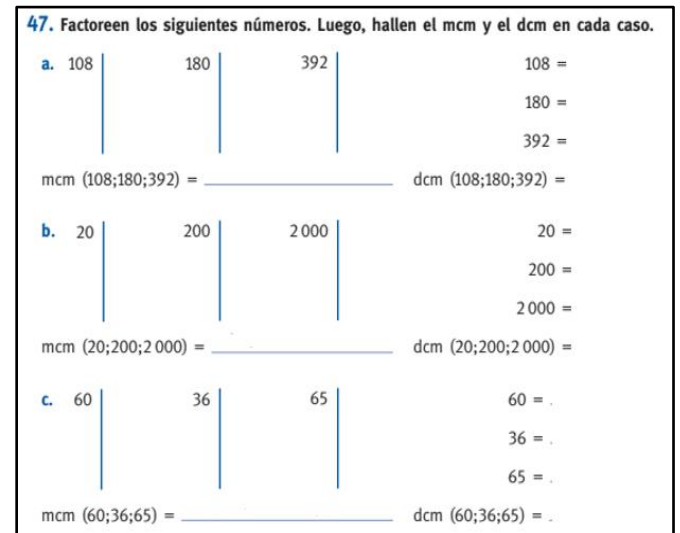 47. Factoreen los siguientes números. Luego, hallen el mcm y el dcm en cada caso.
a. 108 180 392 108 =
180 =
392 =
mcm (108;180;392) = ____ dcm (108;180;392) =
b. 20 200 2 000 20 =
200 =
2 000 =
mcm (20;200;2 000) = ____ dcm (20;200;2 000) =
c. 60 36 65 60 = .
36 = .
65 = .
mcm (60;36;65) = ____ dcm (60;36;65) = .